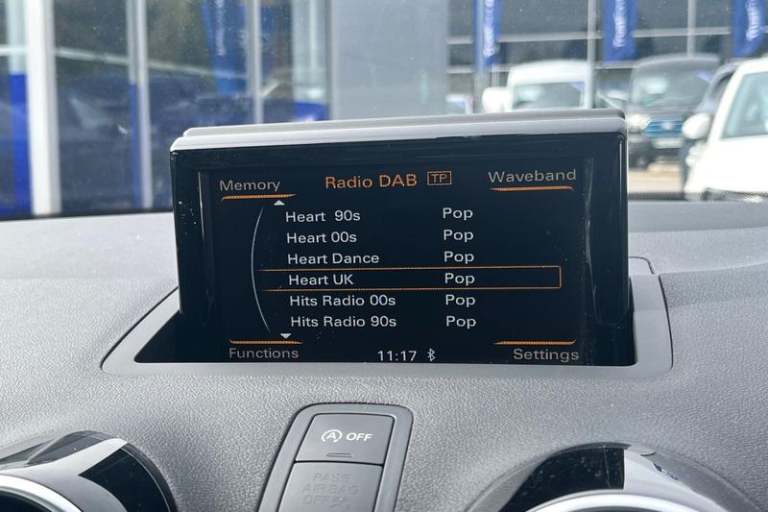 Memory Radio DAB TP Waveband
Heart 90s Pop
Heart 00s Pop
Heart Dance Pop
Heart UK Pop
Hits Radio 00s Pop
Hits Radio 90s Pop
Functions 11:17 Settings
A OFF
AIRBAG